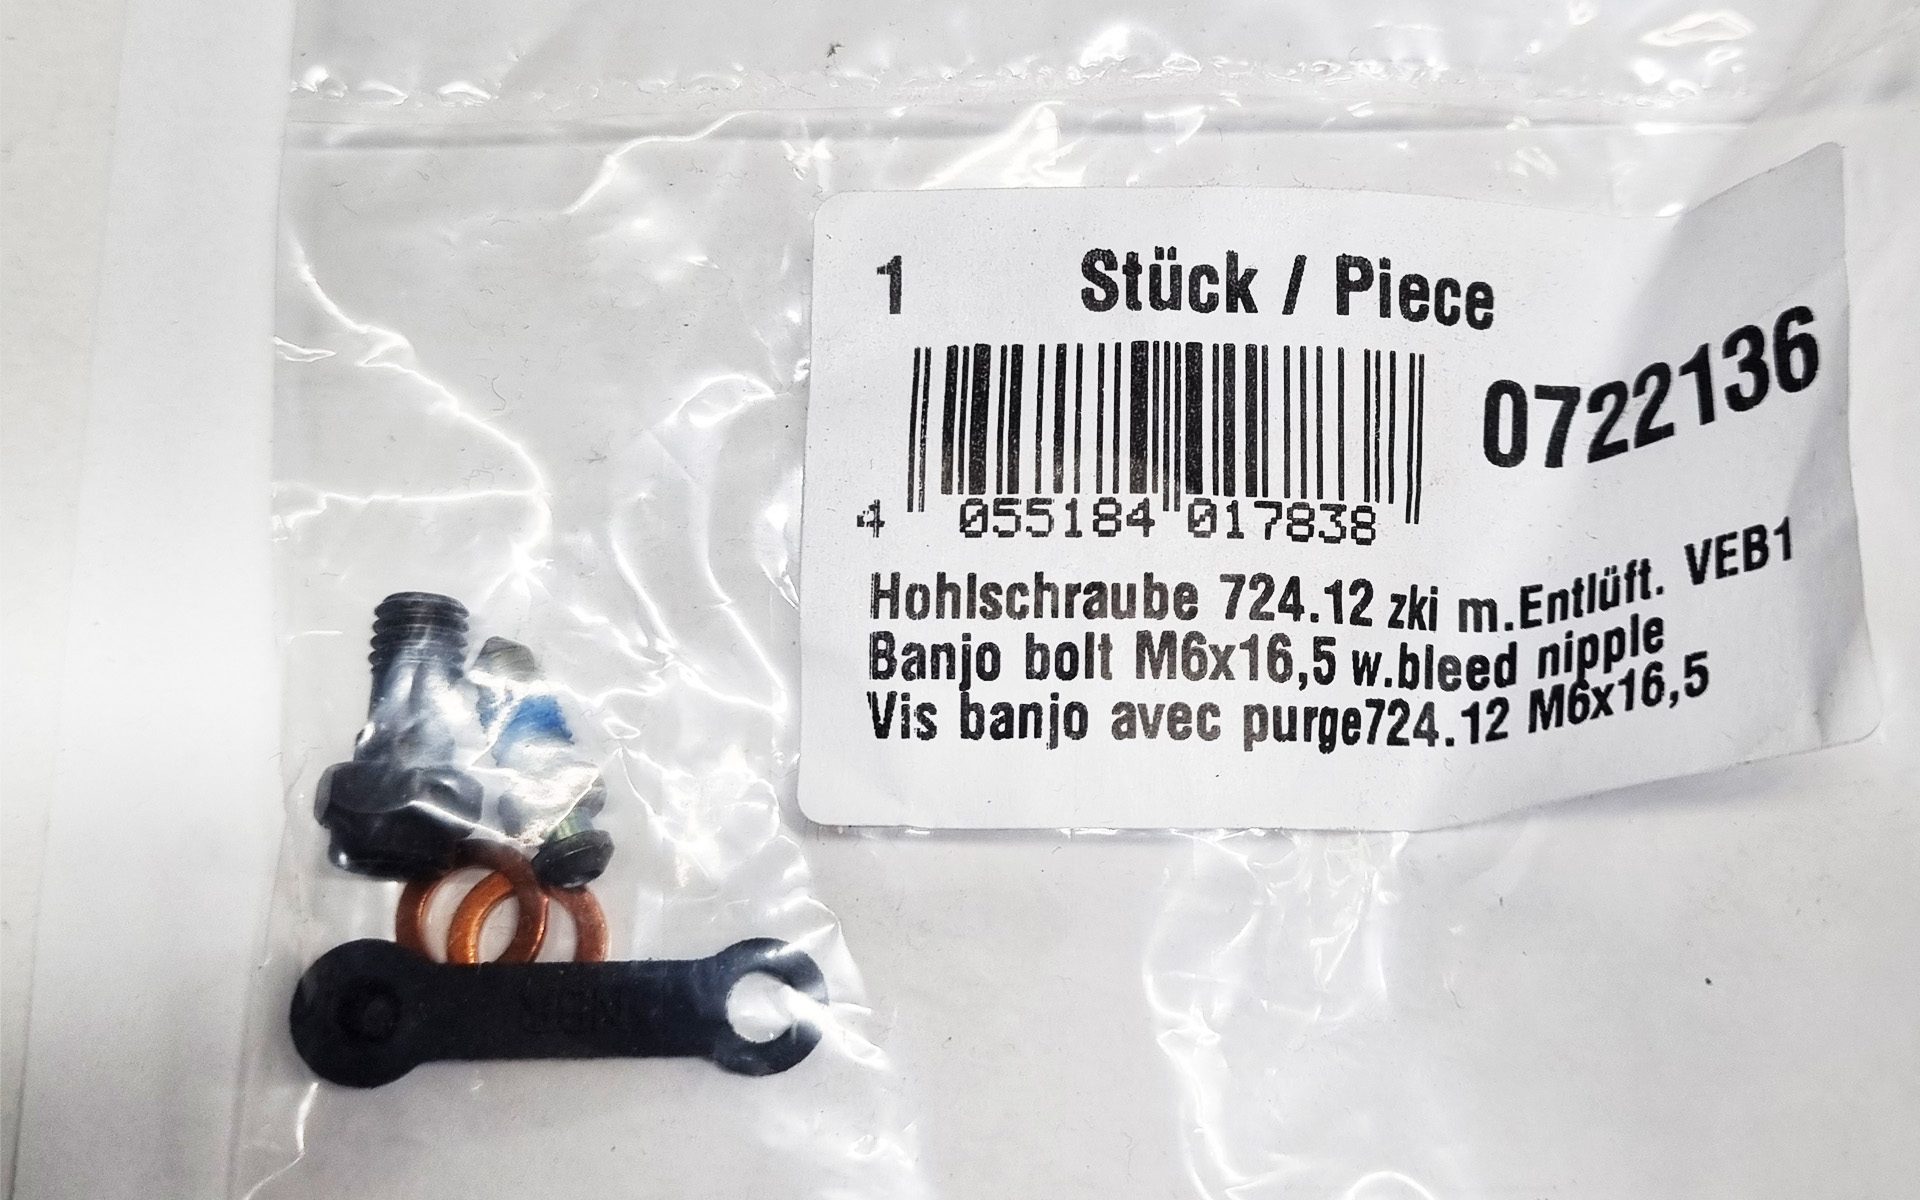 1 Stück / Piece
0722136
4 055184 017838
Hohlschraube 724.12 zki m.Entlüft. VEB1
Banjo bolt M6x16,5 w.bleed nipple
Vis banjo avec purge724.12 M6x16,5